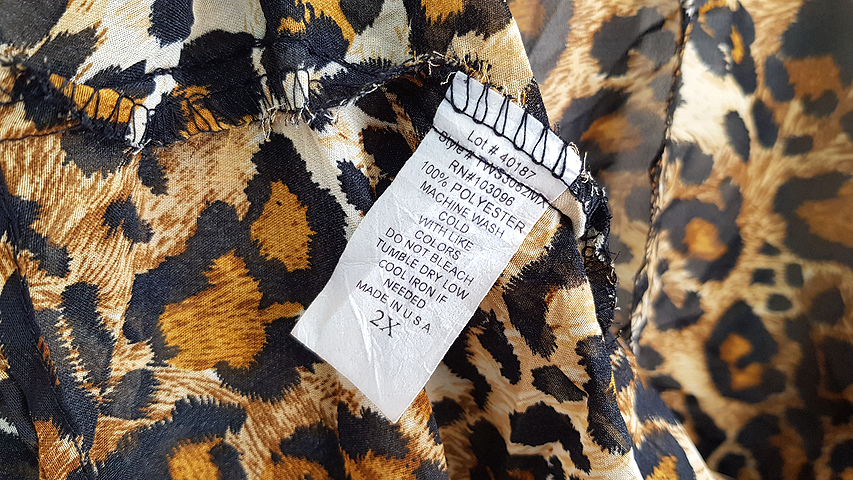 Lot # 40187
Style #
RN#103096
100% POLYESTER
MACHINE WASH
COLD
WITH LIKE
COLORS
DO NOT BLEACH
TUMBLE DRY LOW
COOL IRON IF
NEEDED
MADE IN U S A
2X